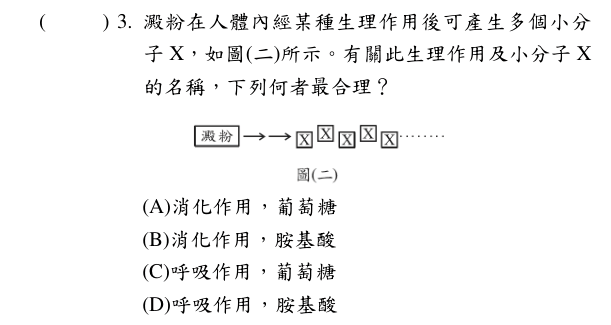 (　　) 3. 澱粉在人體內經某種生理作用後可產生多個小分
子 X，如圖(二)所示。有關此生理作用及小分子 X
的名稱，下列何者最合理？
澱粉 →→ X X X X X ········
圖(二)
(A)消化作用，葡萄糖
(B)消化作用，胺基酸
(C)呼吸作用，葡萄糖
(D)呼吸作用，胺基酸